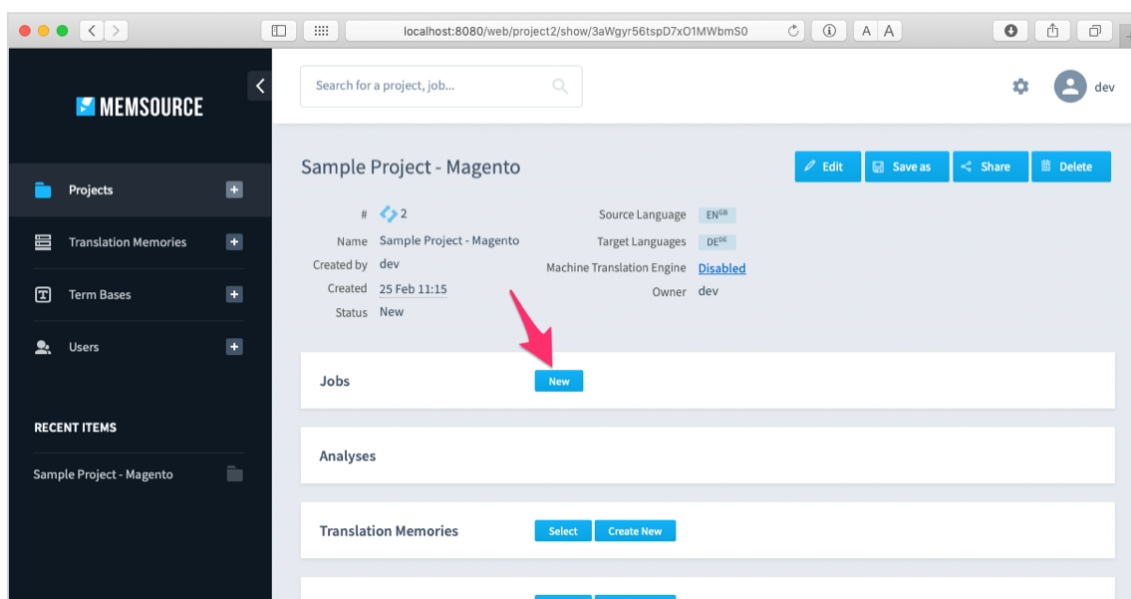 localhost:8080/web/project2/show/3aWgyr56tspD7xO1MWbmS0
A A
MEMSOURCE
Search for a project, job...
dev
Projects
Translation Memories
Term Bases
Users
RECENT ITEMS
Sample Project - Magento
Sample Project - Magento
Edit
Save as
Share
Delete
# 2
Name Sample Project - Magento
Created by dev
Created 25 Feb 11:15
Status New
Source Language EN GB
Target Languages DE DE
Machine Translation Engine Disabled
Owner dev
Jobs New
Analyses
Translation Memories Select Create New